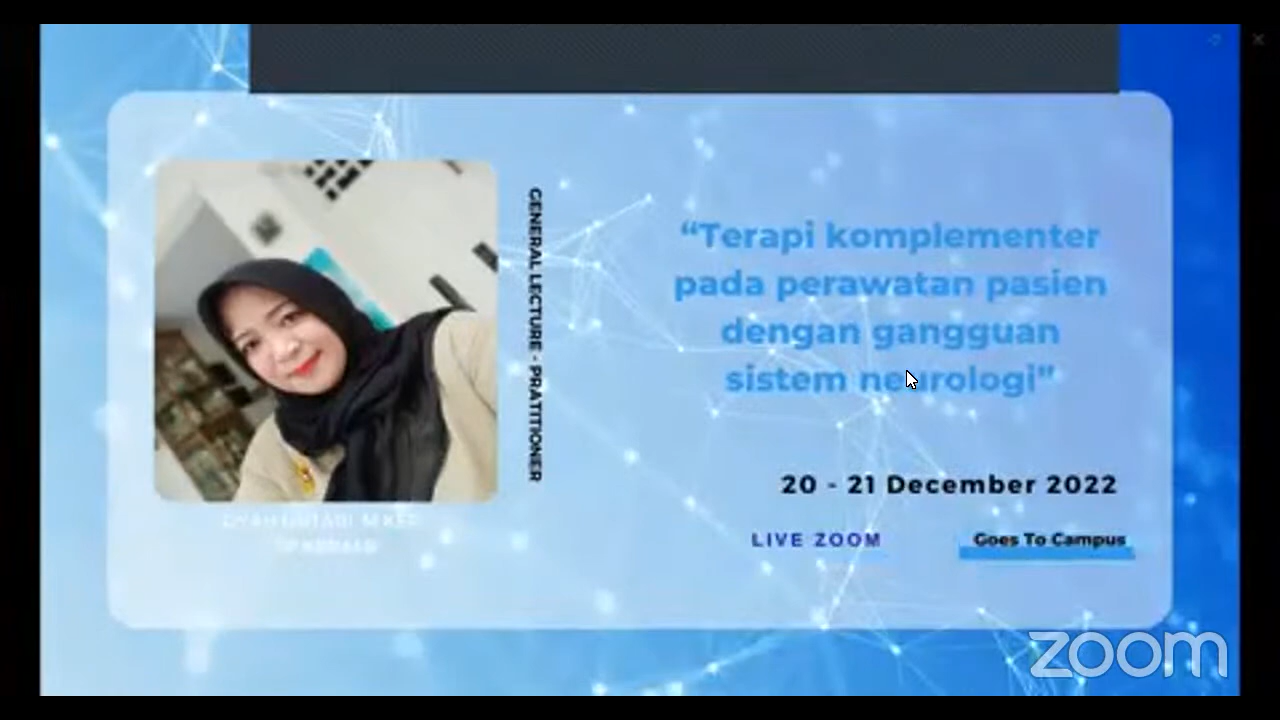 GENERAL LECTURE - PRATITIONER
“Terapi komplementer
pada perawatan pasien
dengan gangguan
sistem neurologi”
20 - 21 December 2022
LIVE ZOOM
Goes To Campus
zoom